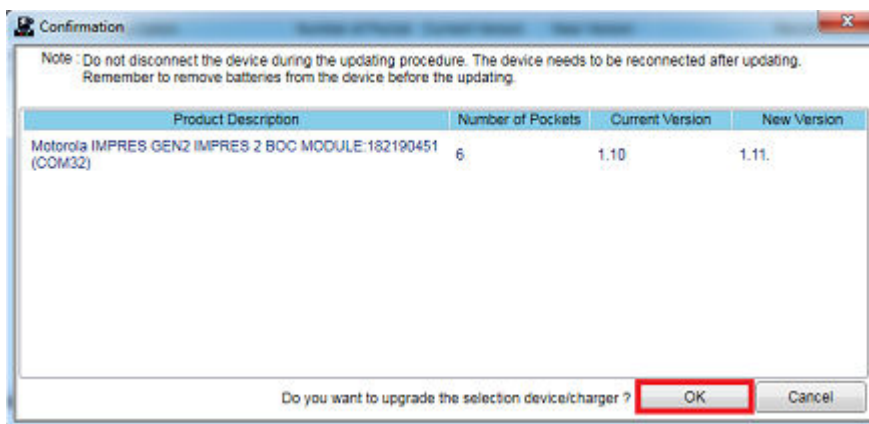 Confirmation
Note : Do not disconnect the device during the updating procedure. The device needs to be reconnected after updating.
Remember to remove batteries from the device before the updating.
Product Description Number of Pockets Current Version New Version
Motorola IMPRES GEN2 IMPRES 2 BOC MODULE:182190451 6 1.10 1.11.
(COM32)
Do you want to upgrade the selection device/charger ? OK Cancel